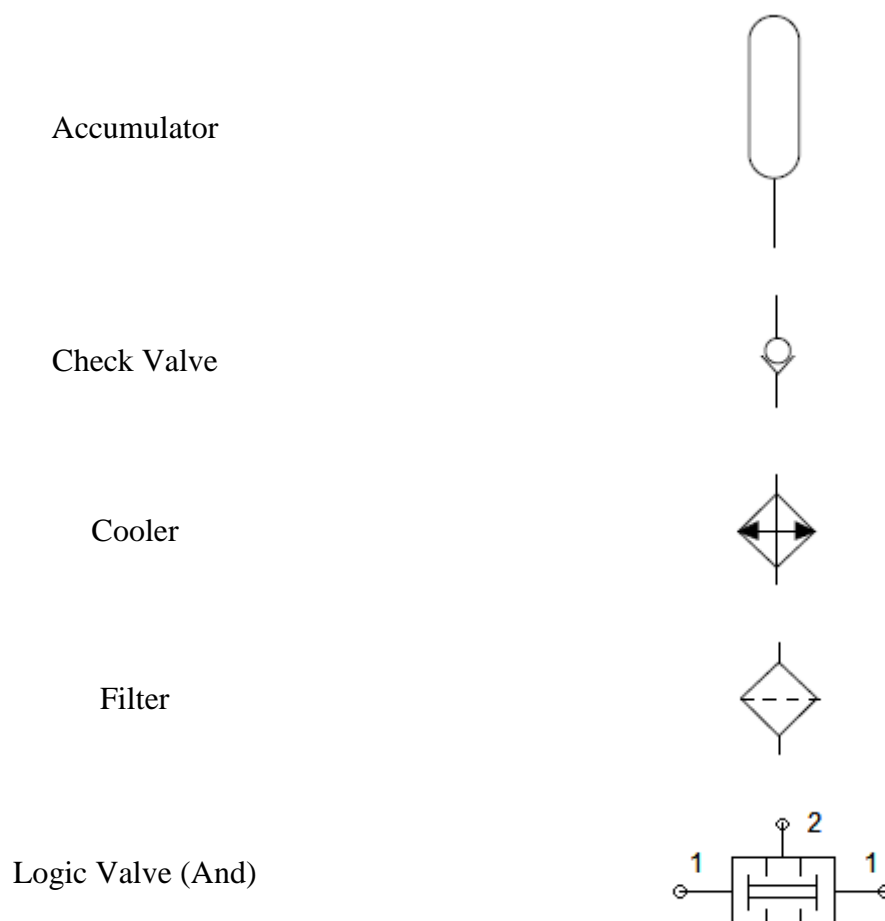 Accumulator
Check Valve
Cooler
Filter
2
1 1
Logic Valve (And)